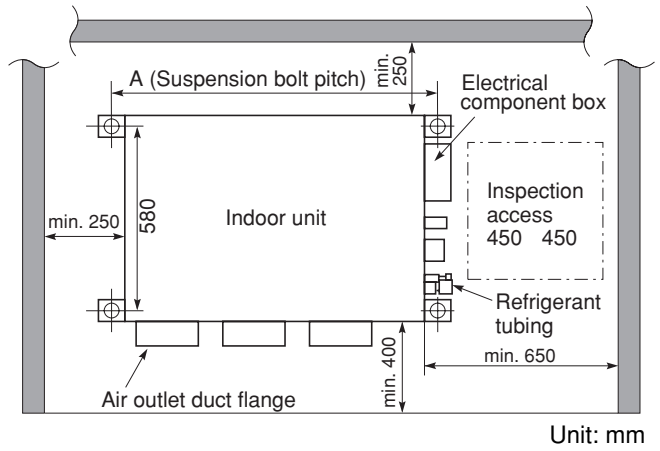 A (Suspension bolt pitch)
min.
250
Electrical
component box
min. 250
580
Indoor unit
Inspection
access
450 450
Refrigerant
tubing
min. 400
min. 650
Air outlet duct flange
Unit: mm